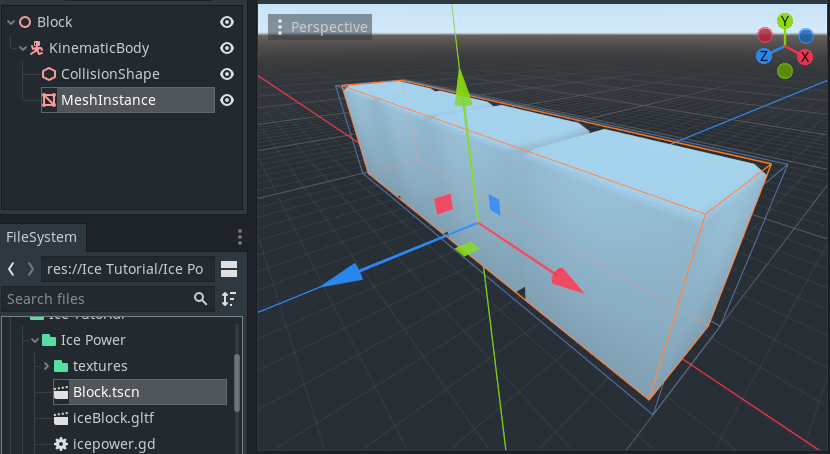 Block
KinematicBody
CollisionShape
MeshInstance
FileSystem
res://Ice Tutorial/Ice Po
Search files
Ice Tutorial
Ice Power
textures
Block.tscn
iceBlock.gltf
icepower.gd
Perspective
Y
Z
X